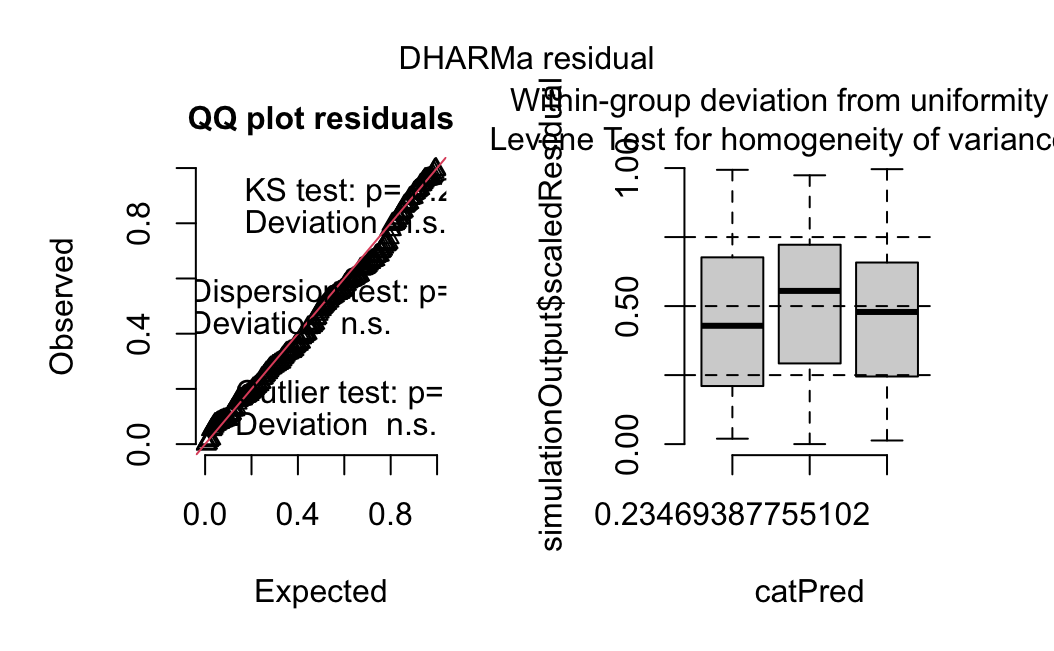 DHARMa residual
QQ plot residuals
KS test: p=
Deviation n.s.
Dispersion test: p=
Deviation n.s.
Outlier test: p=
Deviation n.s.
Observed
0.0 0.4 0.8
0.0 0.4 0.8
Expected
Within-group deviation from uniformity
Levene Test for homogeneity of variance
simulationOutput$scaledResidual
0.00 0.50 1.00
0.23469387755102
catPred